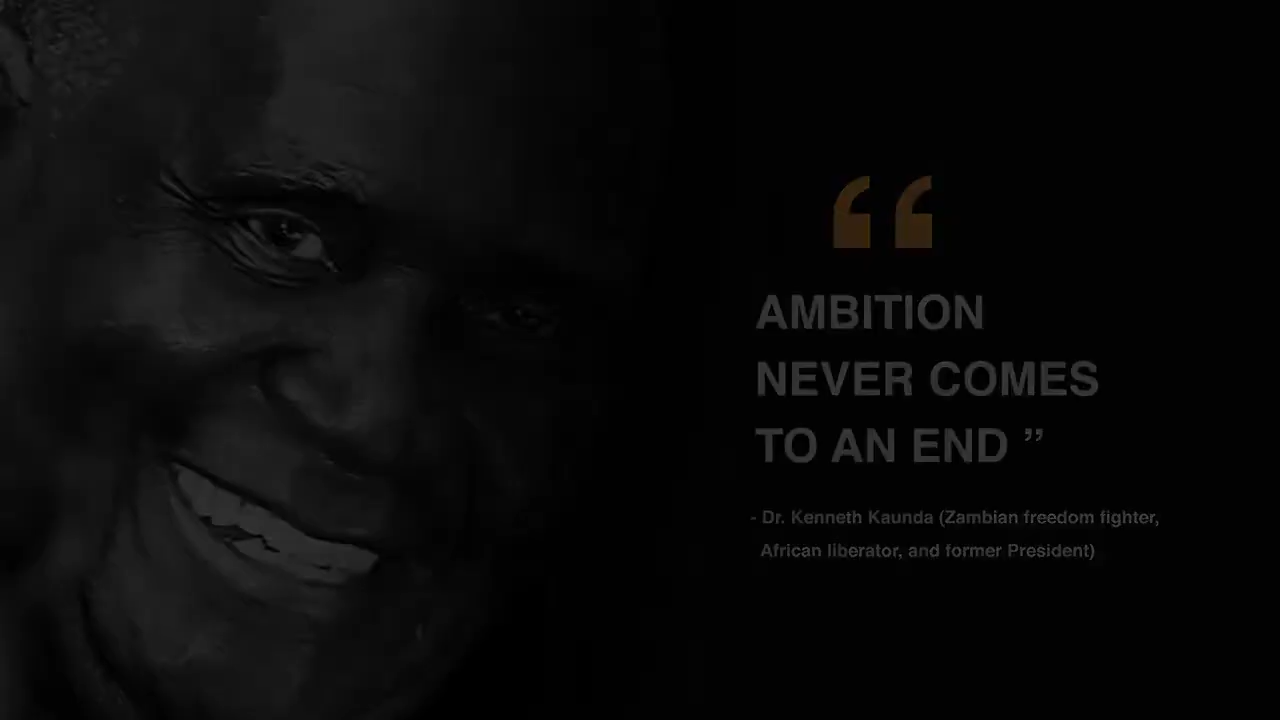 “
AMBITION
NEVER COMES
TO AN END ”
- Dr. Kenneth Kaunda (Zambian freedom fighter,
African liberator, and former President)